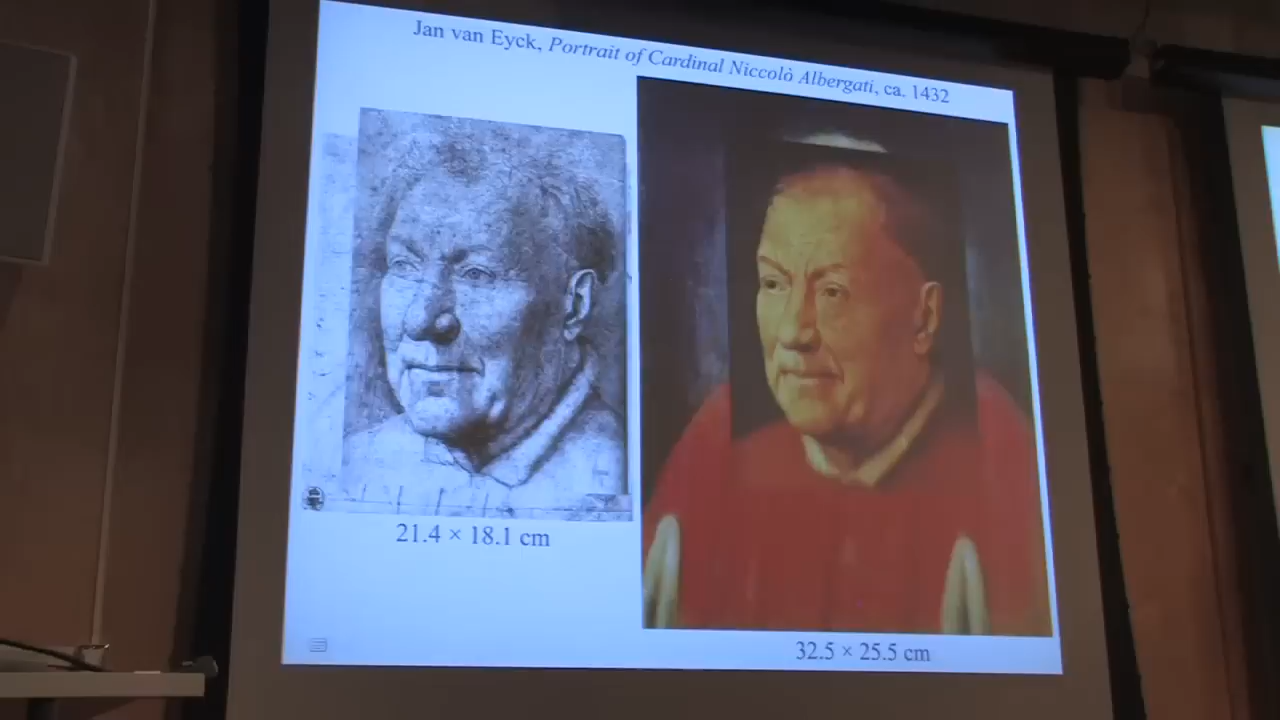 Jan van Eyck, Portrait of Cardinal Niccolò Albergati, ca. 1432
21.4 × 18.1 cm
32.5 × 25.5 cm